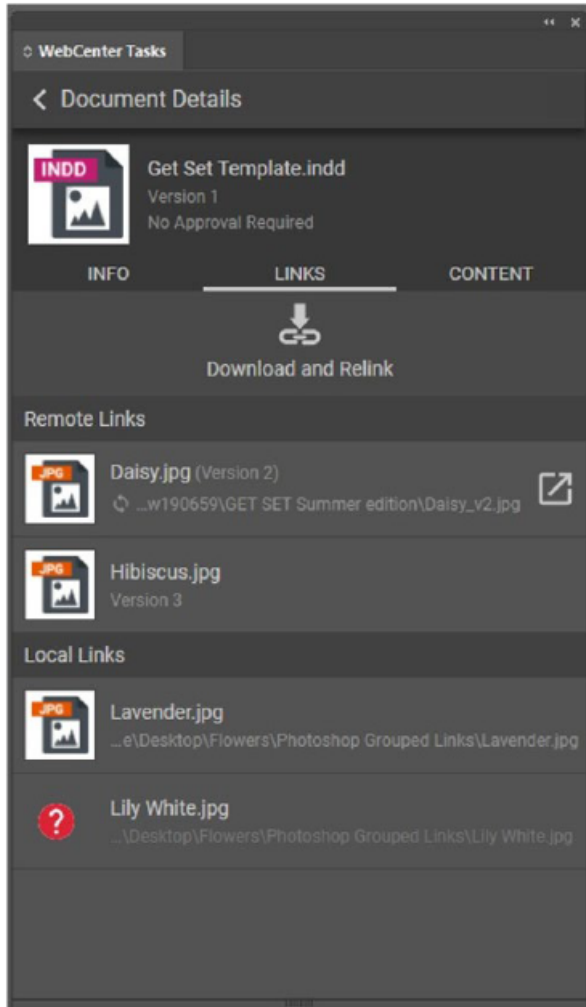 WebCenter Tasks
Document Details
INDD
Get Set Template.indd
Version 1
No Approval Required
INFO LINKS CONTENT
Download and Relink
Remote Links
JPG
Daisy.jpg (Version 2)
...w190659\GET SET Summer edition\Daisy_v2.jpg
JPG
Hibiscus.jpg
Version 3
Local Links
JPG
Lavender.jpg
...e\Desktop\Flowers\Photoshop Grouped Links\Lavender.jpg
?
Lily White.jpg
...\Desktop\Flowers\Photoshop Grouped Links\Lily White.jpg